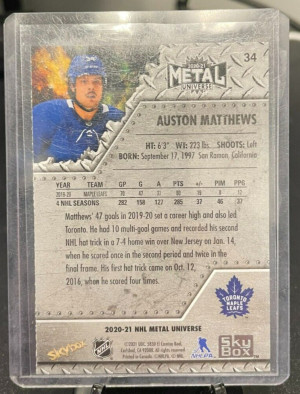 34
2020-21
METAL
UNIVERSE
AUSTON MATTHEWS
HT: 6'3" WT: 223 lbs. SHOOTS: Left
BORN: September 17, 1997 San Ramon, California
YEAR TEAM GP G A PTS +/- PIM PPG
2019-20 MAPLE LEAFS 70 47 33 80 19 8 12
4 NHL SEASONS 282 158 127 285 37 46 37
Matthews' 47 goals in 2019-20 set a career high and also led
Toronto. He had 10 multi-goal games and recorded his second
NHL hat trick in a 7-4 home win over New Jersey on Jan. 14,
when he scored once in the second period and twice in the
final frame. His first hat trick came on Oct. 12,
2016, when he scored four times.
TORONTO
MAPLE
LEAFS
2020-21 NHL METAL UNIVERSE
SKYBOX
NHL
NHLPA
SKY
BOX